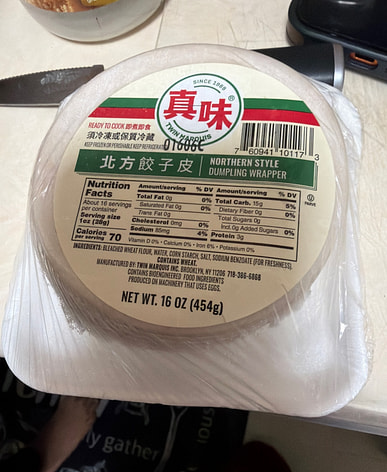 SINCE 1989
真味
®
TWIN MARQUIS
READY TO COOK 即煮即食
須冷凍或保質冷藏
KEEP FROZEN OR PERISHABLE KEEP REFRIGERATED
7 60941 10117 3
北方餃子皮
NORTHERN STYLE
DUMPLING WRAPPER
Nutrition Facts
About 16 servings per container
Serving size 1oz (28g)
Calories per serving 70
Amount/serving % DV
Total Fat 0g 0%
Saturated Fat 0g 0%
Trans Fat 0g
Cholesterol 0mg 0%
Sodium 85mg 4%
Amount/serving % DV
Total Carb. 15g 5%
Dietary Fiber 0g 0%
Total Sugars 0g
Incl. 0g Added Sugars 0%
Protein 3g
Vitamin D 0% • Calcium 0% • Iron 6% • Potassium 0%
INGREDIENTS: BLEACHED WHEAT FLOUR, WATER, CORN STARCH, SALT, SODIUM BENZOATE (FOR FRESHNESS).
CONTAINS WHEAT.
MANUFACTURED BY: TWIN MARQUIS INC. BROOKLYN, NY 11206 718-386-6868
CONTAINS BIOENGINEERED FOOD INGREDIENTS
PRODUCED ON MACHINERY THAT USES EGGS.
NET WT. 16 OZ (454g)
ly gather